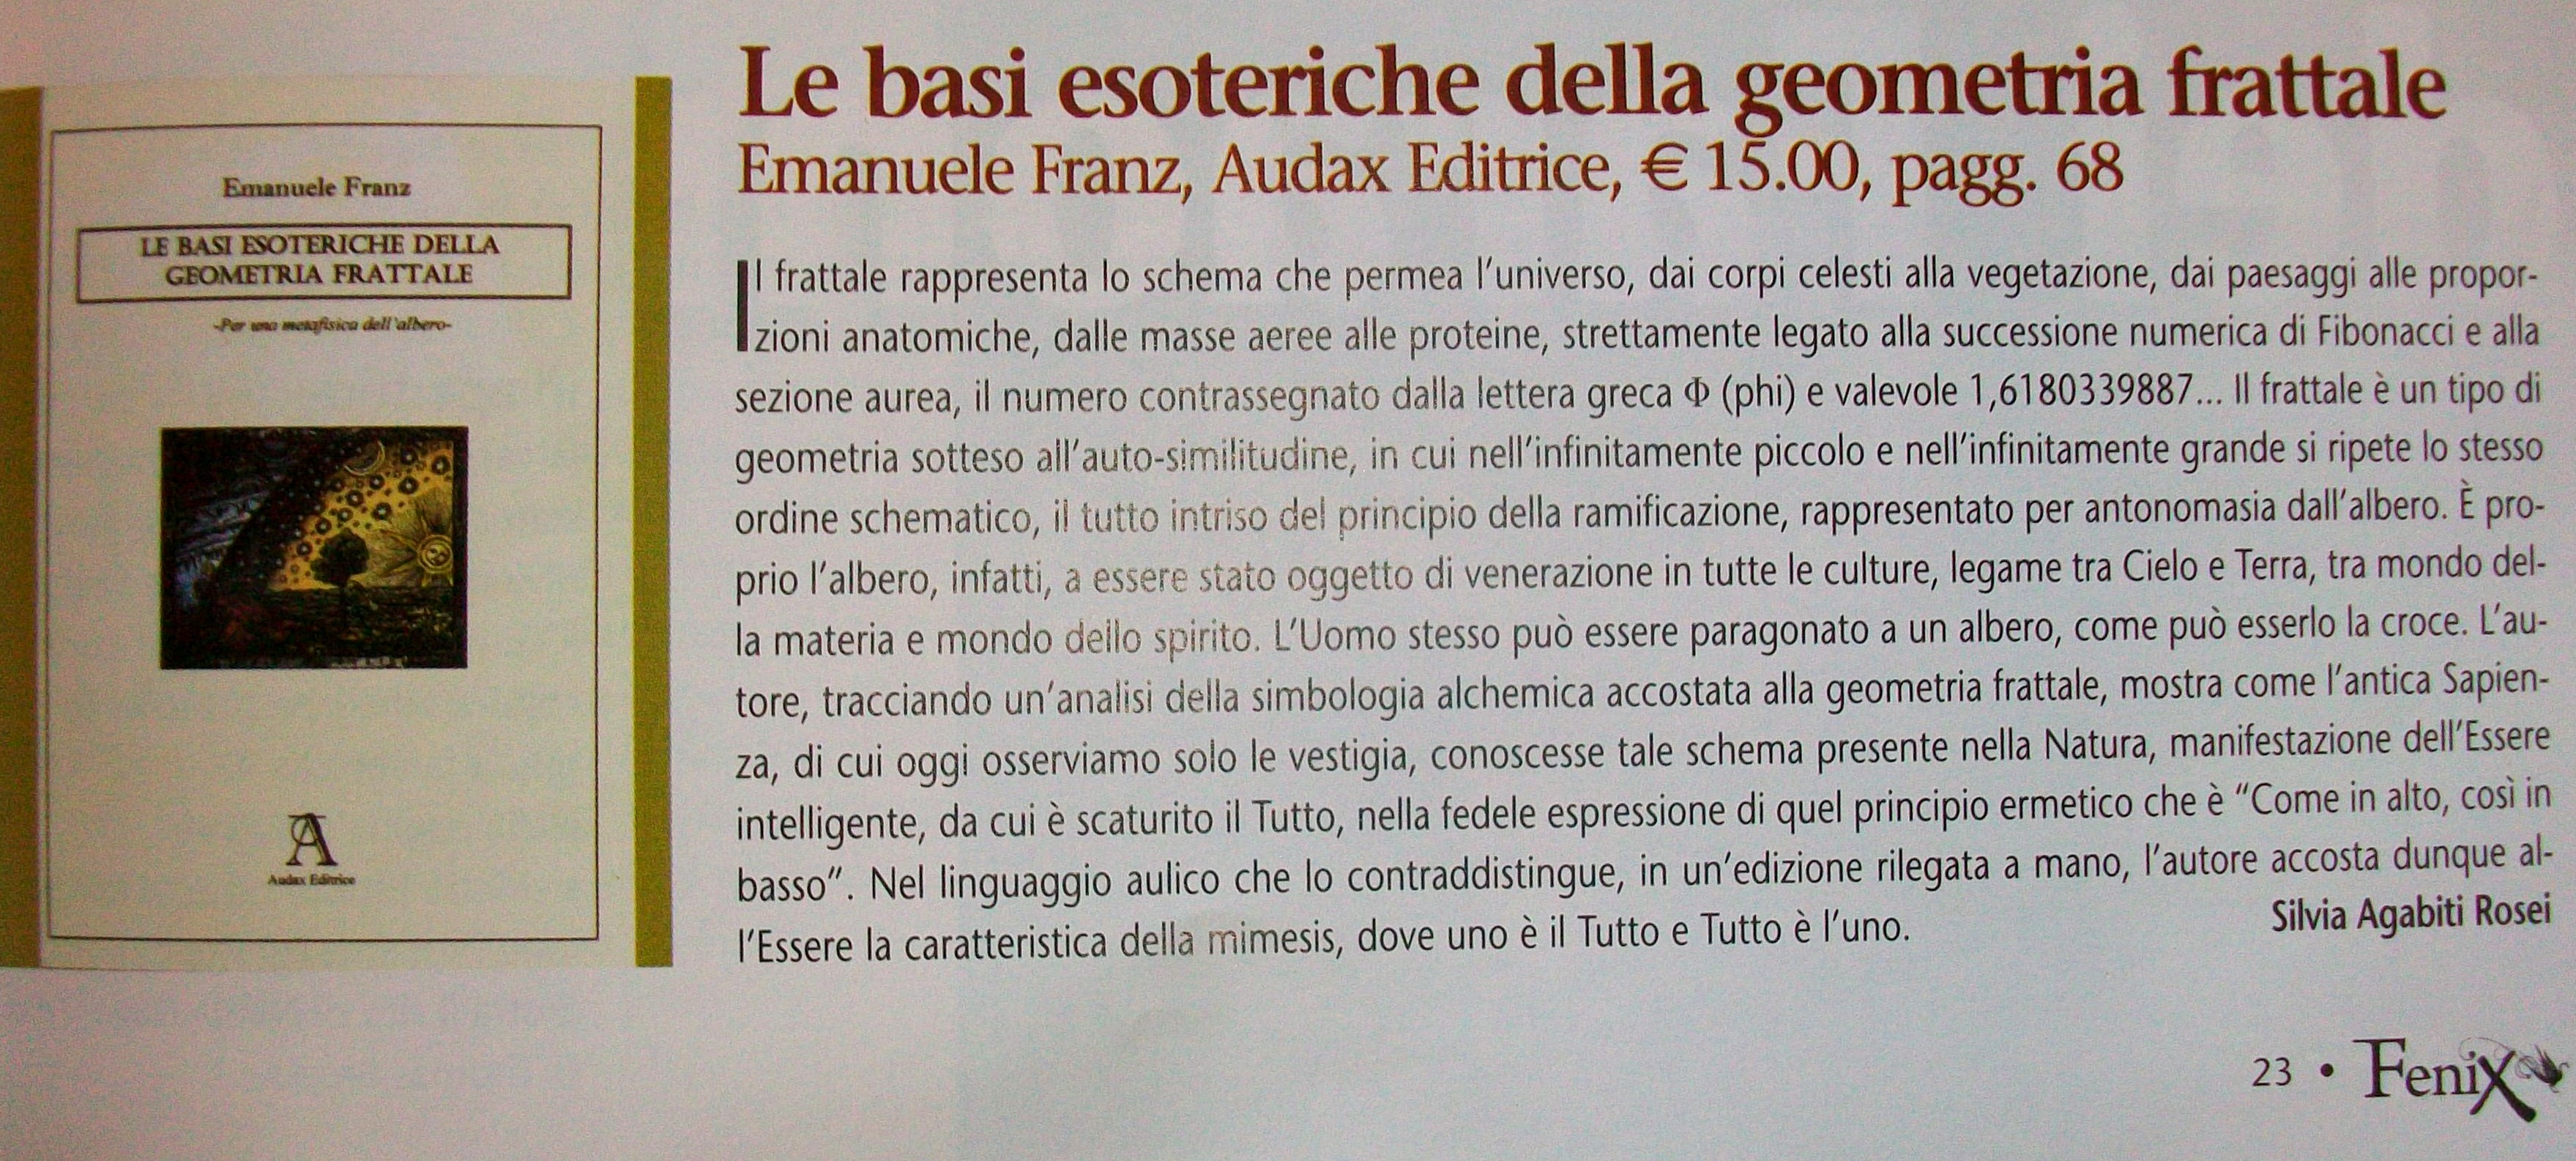 Emanuele Franz
LE BASI ESOTERICHE DELLA
GEOMETRIA FRATTALE
-Per una metafisica dell'albero-
A
Audax Editrice
Le basi esoteriche della geometria frattale
Emanuele Franz, Audax Editrice, € 15.00, pagg. 68
Il frattale rappresenta lo schema che permea l'universo, dai corpi celesti alla vegetazione, dai paesaggi alle propor-
zioni anatomiche, dalle masse aeree alle proteine, strettamente legato alla successione numerica di Fibonacci e alla
sezione aurea, il numero contrassegnato dalla lettera greca Φ (phi) e valevole 1,6180339887... Il frattale è un tipo di
geometria sotteso all'auto-similitudine, in cui nell'infinitamente piccolo e nell'infinitamente grande si ripete lo stesso
ordine schematico, il tutto intriso del principio della ramificazione, rappresentato per antonomasia dall'albero. È pro-
prio l'albero, infatti, a essere stato oggetto di venerazione in tutte le culture, legame tra Cielo e Terra, tra mondo del-
la materia e mondo dello spirito. L'Uomo stesso può essere paragonato a un albero, come può esserlo la croce. L'au-
tore, tracciando un'analisi della simbologia alchemica accostata alla geometria frattale, mostra come l'antica Sapien-
za, di cui oggi osserviamo solo le vestigia, conoscesse tale schema presente nella Natura, manifestazione dell'Essere
intelligente, da cui è scaturito il Tutto, nella fedele espressione di quel principio ermetico che è "Come in alto, così in
basso". Nel linguaggio aulico che lo contraddistingue, in un'edizione rilegata a mano, l'autore accosta dunque al-
l'Essere la caratteristica della mimesis, dove uno è il Tutto e Tutto è l'uno.
Silvia Agabiti Rosei
23 • Fenix